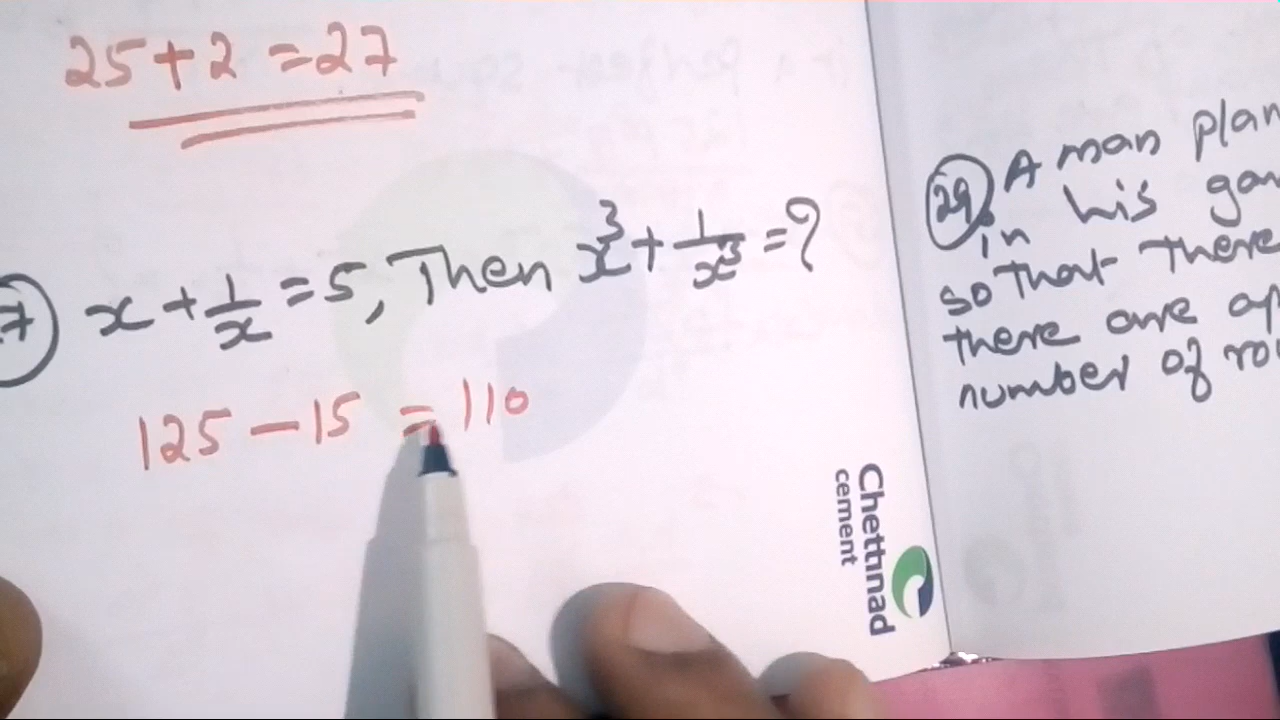 25+2 =27
7 x + 1/x = 5, Then x³ + 1/x³ = ?
125 - 15 = 110
Chettinad
cement
29. A man plan
in his gar
so that there
there are
number of